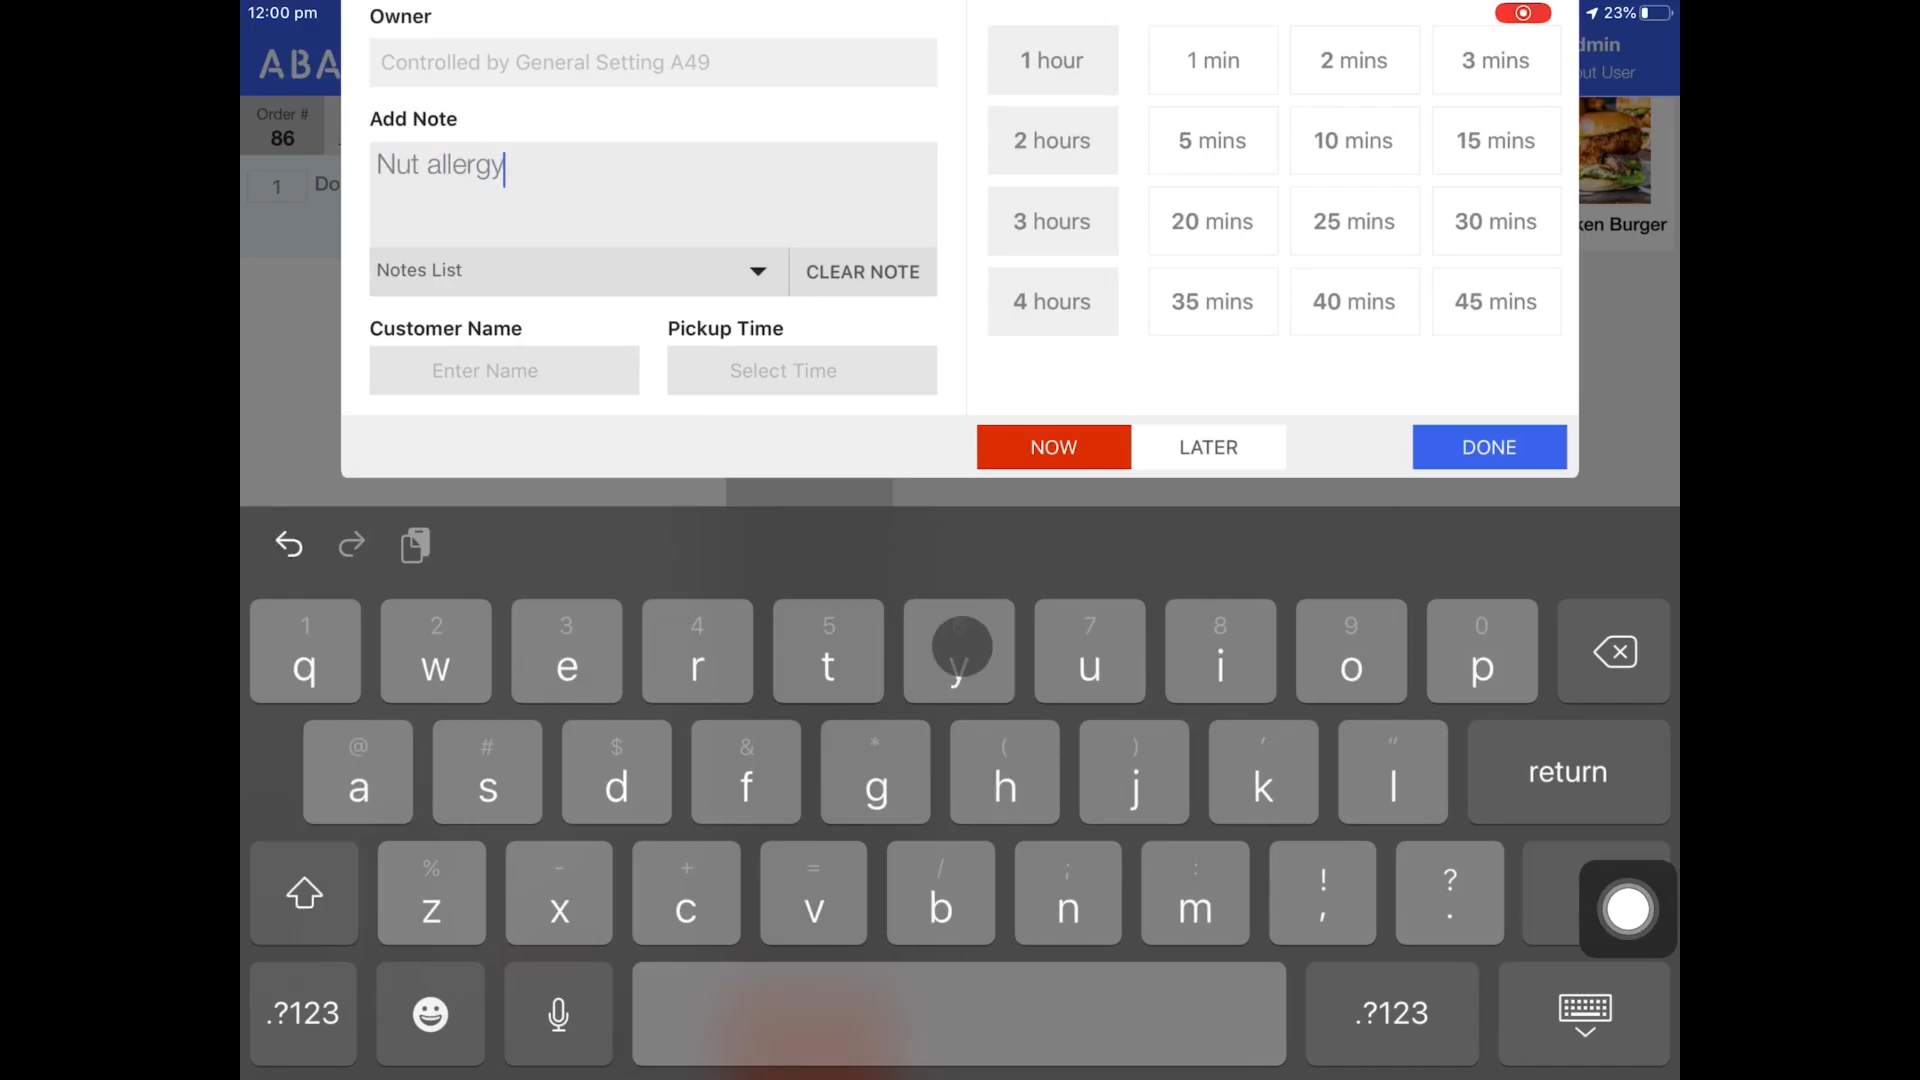 12:00 pm
23%
ABA
dmin
out User
Order #
86
1
Do
ken Burger
Owner
Controlled by General Setting A49
Add Note
Nut allergy
Notes List
CLEAR NOTE
Customer Name
Pickup Time
Enter Name
Select Time
1 hour
1 min
2 mins
3 mins
2 hours
5 mins
10 mins
15 mins
3 hours
20 mins
25 mins
30 mins
4 hours
35 mins
40 mins
45 mins
NOW
LATER
DONE
1 2 3 4 5 6 7 8 9 0
q w e r t y u i o p
@ # $ & * ( ) ' "
a s d f g h j k l
return
% - + = / ; : ! ?
z x c v b n m , .
.?123
.?123